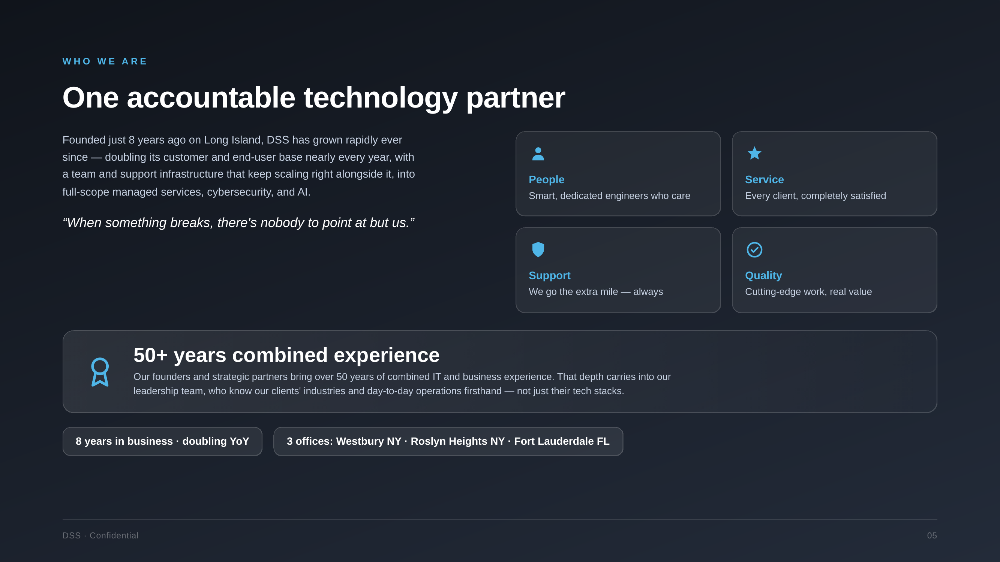 WHO WE ARE
One accountable technology partner
Founded just 8 years ago on Long Island, DSS has grown rapidly ever
since — doubling its customer and end-user base nearly every year, with
a team and support infrastructure that keep scaling right alongside it, into
full-scope managed services, cybersecurity, and AI.
“When something breaks, there's nobody to point at but us.”
People
Smart, dedicated engineers who care
Service
Every client, completely satisfied
Support
We go the extra mile — always
Quality
Cutting-edge work, real value
50+ years combined experience
Our founders and strategic partners bring over 50 years of combined IT and business experience. That depth carries into our
leadership team, who know our clients' industries and day-to-day operations firsthand — not just their tech stacks.
8 years in business · doubling YoY
3 offices: Westbury NY · Roslyn Heights NY · Fort Lauderdale FL
DSS · Confidential
05